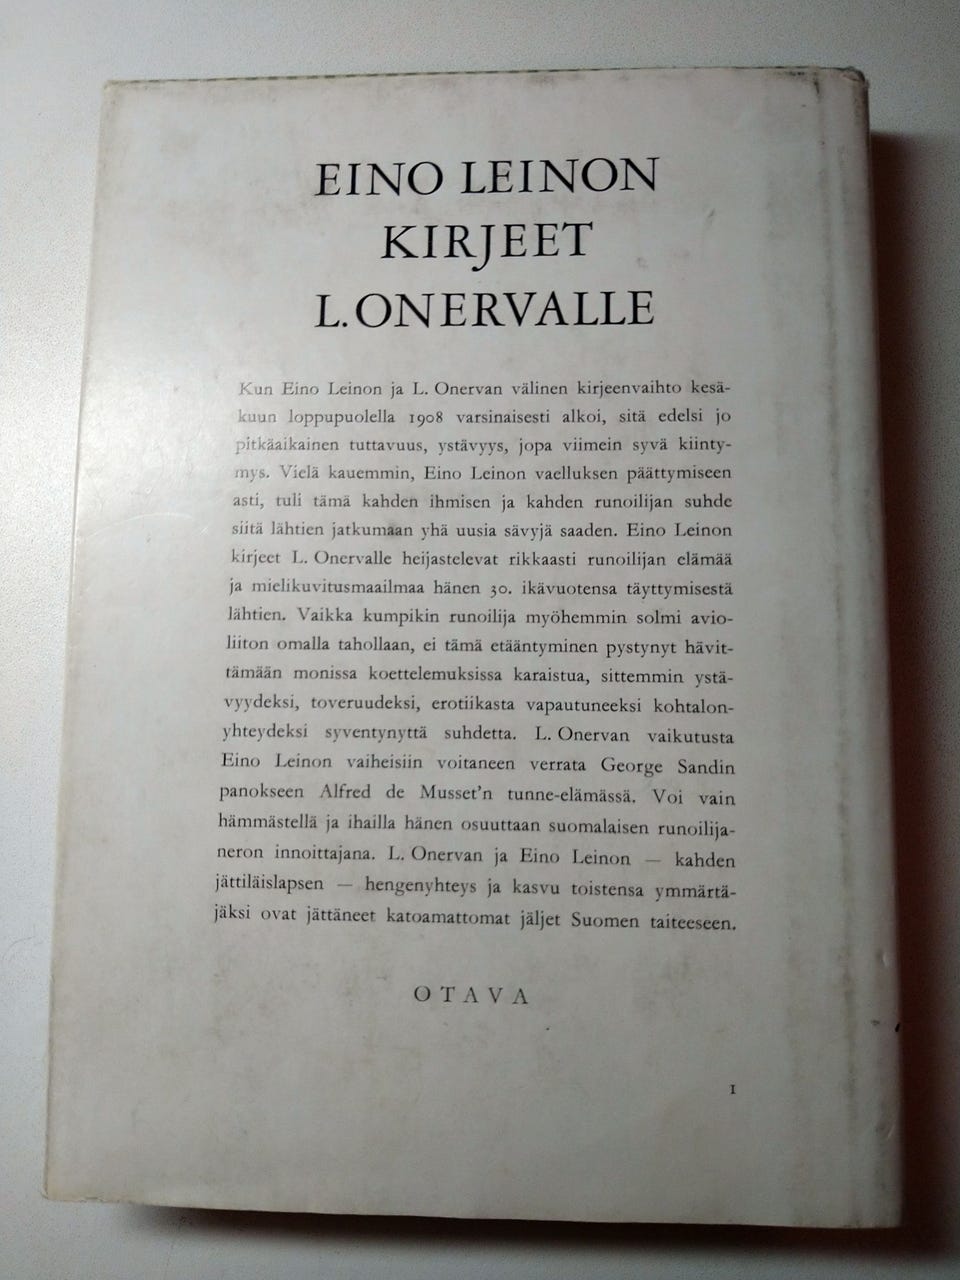 EINO LEINON
KIRJEET
L. ONERVALLE
Kun Eino Leinon ja L. Onervan välinen kirjeenvaihto kesä-
kuun loppupuolella 1908 varsinaisesti alkoi, sitä edelsi jo
pitkäaikainen tuttavuus, ystävyys, jopa viimein syvä kiinty-
mys. Vielä kauemmin, Eino Leinon vaelluksen päättymiseen
asti, tuli tämä kahden ihmisen ja kahden runoilijan suhde
siitä lähtien jatkumaan yhä uusia sävyjä saaden. Eino Leinon
kirjeet L. Onervalle heijastelevat rikkaasti runoilijan elämää
ja mielikuvitusmaailmaa hänen 30. ikävuotensa täyttymisestä
lähtien. Vaikka kumpikin runoilija myöhemmin solmi avio-
liiton omalla tahollaan, ei tämä etääntyminen pystynyt hävit-
tämään monissa koettelemuksissa karaistua, sittemmin ystä-
vyydeksi, toveruudeksi, erotiikasta vapautuneeksi kohtalon-
yhteydeksi syventynyttä suhdetta. L. Onervan vaikutusta
Eino Leinon vaiheisiin voitaneen verrata George Sandin
panokseen Alfred de Musset'n tunne-elämässä. Voi vain
hämmästellä ja ihailla hänen osuuttaan suomalaisen runoilija-
neron innoittajana. L. Onervan ja Eino Leinon — kahden
jättiläislapsen — hengenyhteys ja kasvu toistensa ymmärtä-
jäksi ovat jättäneet katoamattomat jäljet Suomen taiteeseen.
OTAVA
1